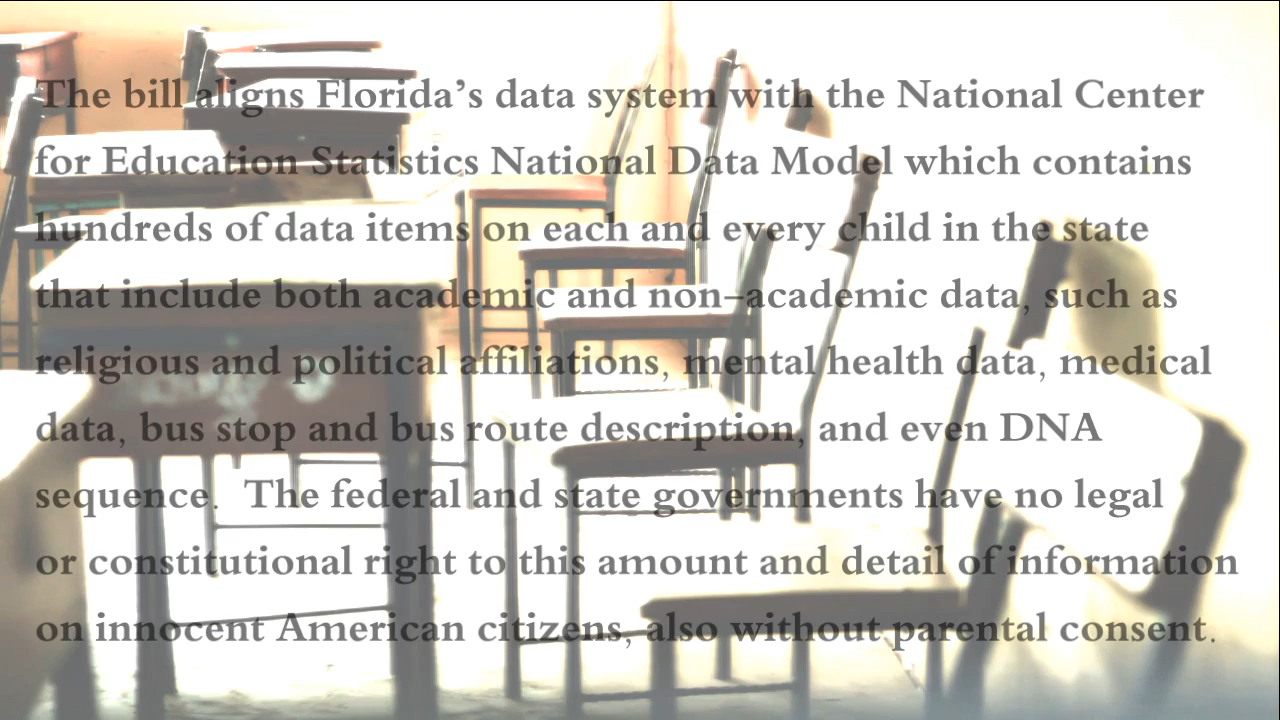 The bill aligns Florida’s data system with the National Center
for Education Statistics National Data Model which contains
hundreds of data items on each and every child in the state
that include both academic and non–academic data, such as
religious and political affiliations, mental health data, medical
data, bus stop and bus route description, and even DNA
sequence.  The federal and state governments have no legal
or constitutional right to this amount and detail of information
on innocent American citizens, also without parental consent.